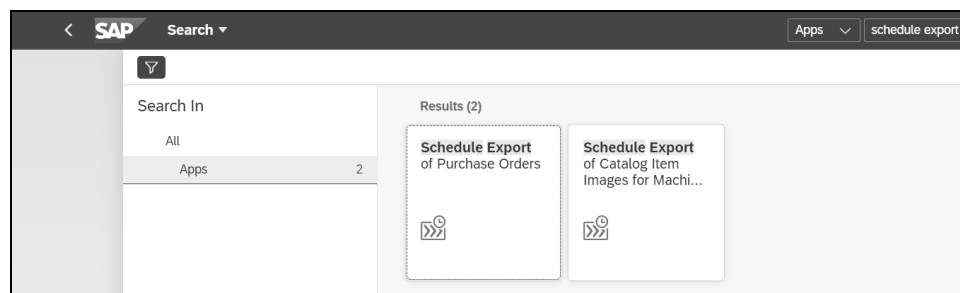 SAP Search
Apps schedule export
Search In
All
Apps 2
Results (2)
Schedule Export
of Purchase Orders
Schedule Export
of Catalog Item
Images for Machi...